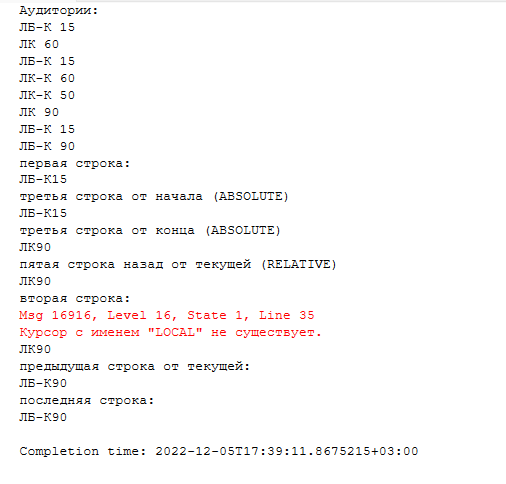 Аудитории:
ЛБ-К 15
ЛК 60
ЛБ-К 15
ЛК-К 60
ЛК-К 50
ЛК 90
ЛБ-К 15
ЛБ-К 90
первая строка:
ЛБ-К15
третья строка от начала (ABSOLUTE)
ЛБ-К15
третья строка от конца (ABSOLUTE)
ЛК90
пятая строка назад от текущей (RELATIVE)
ЛК90
вторая строка:
Msg 16916, Level 16, State 1, Line 35
Курсор с именем "LOCAL" не существует.
ЛК90
предыдущая строка от текущей:
ЛБ-К90
последняя строка:
ЛБ-К90
Completion time: 2022-12-05T17:39:11.8675215+03:00